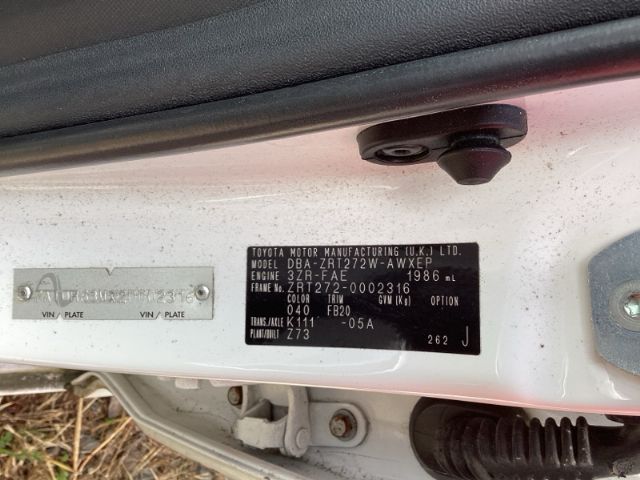 TOYOTA MOTOR MANUFACTURING (U.K.) LTD.
MODEL DBA-ZRT272W-AWXEP
ENGINE 3ZR-FAE 1986 mL
FRAME No. ZRT272-0002316
COLOR TRIM GVM (Kg) OPTION
040 FB20
TRANS./AXLE K111 -05A
PLANT/BUILT Z73
262 J
VIN / PLATE VIN / PLATE